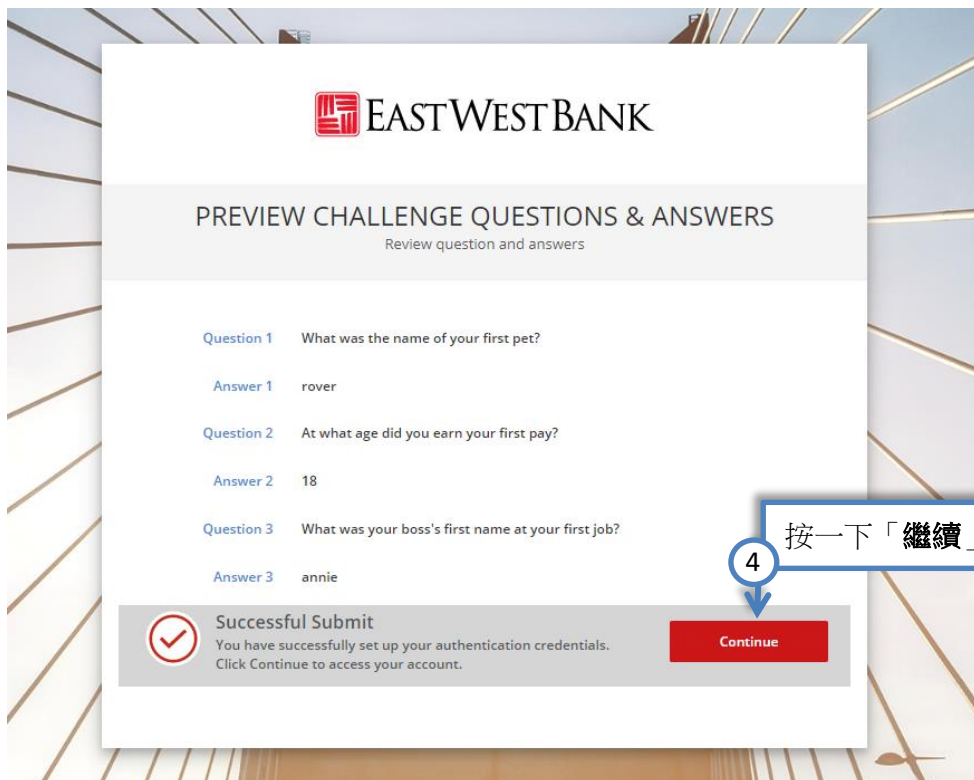 EASTWESTBANK
PREVIEW CHALLENGE QUESTIONS & ANSWERS
Review question and answers
Question 1 What was the name of your first pet?
Answer 1 rover
Question 2 At what age did you earn your first pay?
Answer 2 18
Question 3 What was your boss's first name at your first job?
Answer 3 annie
按一下「繼續」
4
Successful Submit
You have successfully set up your authentication credentials.
Click Continue to access your account.
Continue